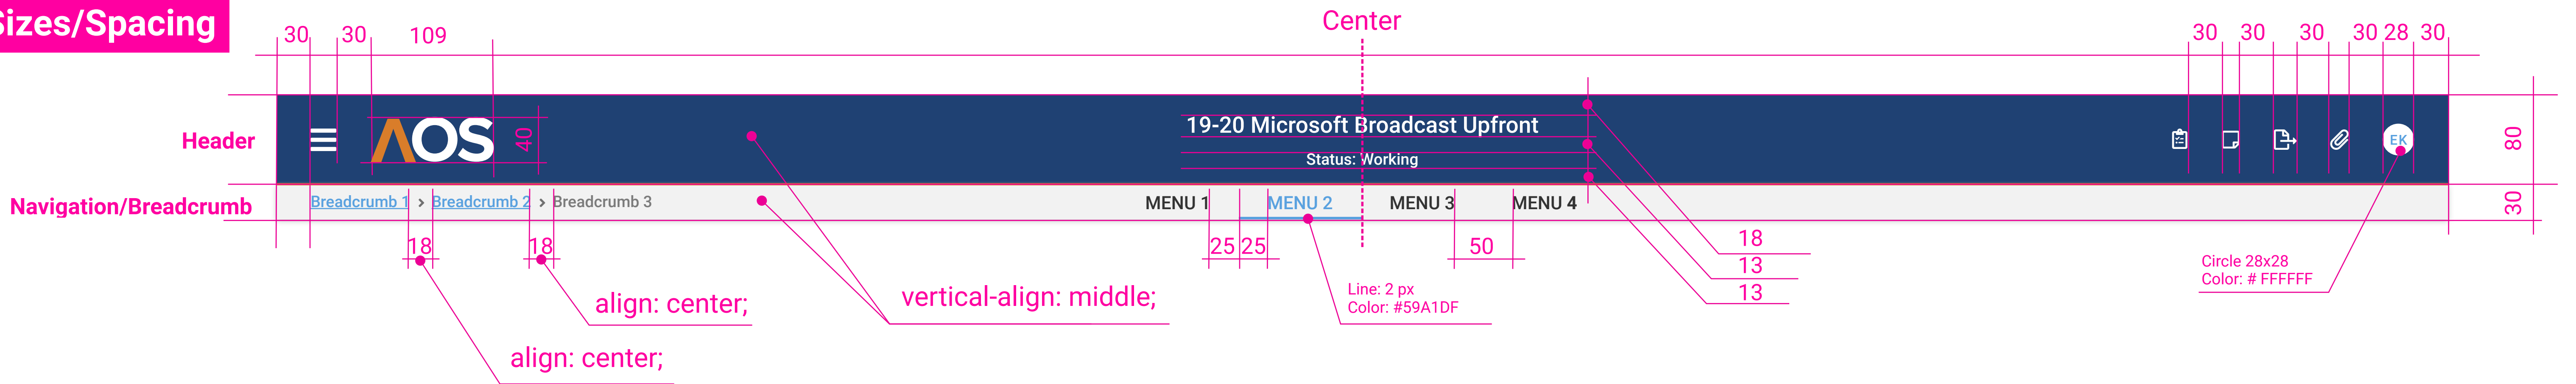 Sizes/Spacing
30 30 109
Center
30 30 30 30 28 30
Header
AOS
40
19-20 Microsoft Broadcast Upfront
Status: Working
EK
80
Navigation/Breadcrumb
Breadcrumb 1 > Breadcrumb 2 > Breadcrumb 3
MENU 1 MENU 2 MENU 3 MENU 4
30
18 18
25 25 50
18
13
13
align: center;
align: center;
vertical-align: middle;
Line: 2 px
Color: #59A1DF
Circle 28x28
Color: # FFFFFF